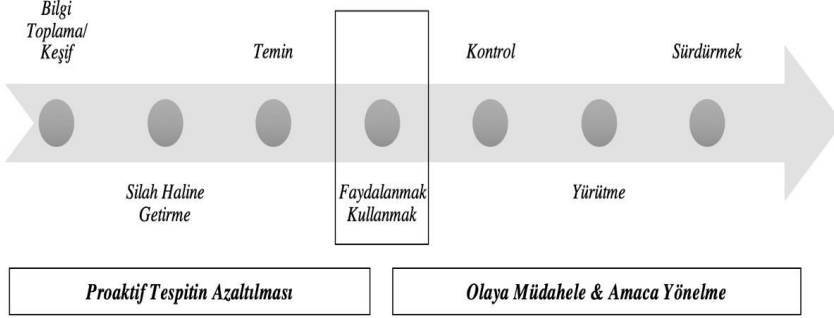 Bilgi
Toplama/
Keşif
Temin
Kontrol
Sürdürmek
Silah Haline
Getirme
Faydalanmak
Kullanmak
Yürütme
Proaktif Tespitin Azaltılması
Olaya Müdahele & Amaca Yönelme